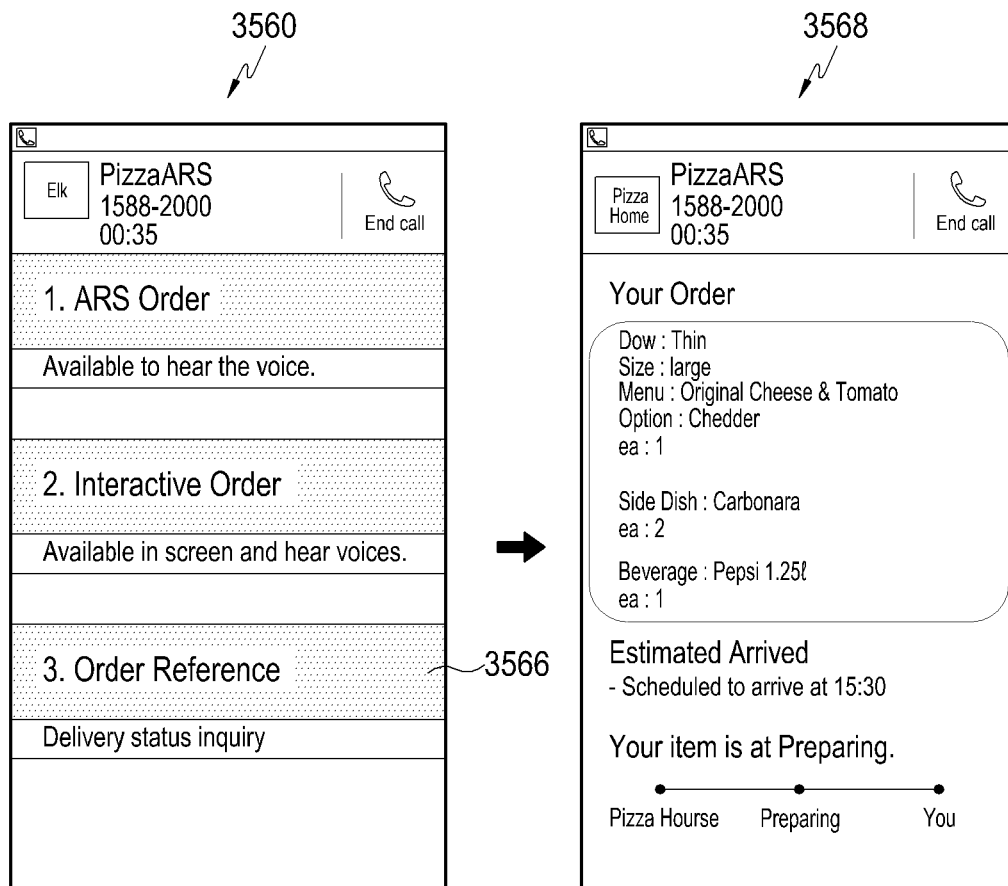 3560
3568
Elk
PizzaARS
1588-2000
00:35
End call
1. ARS Order
Available to hear the voice.
2. Interactive Order
Available in screen and hear voices.
3. Order Reference
3566
Delivery status inquiry
Pizza
Home
PizzaARS
1588-2000
00:35
End call
Your Order
Dow : Thin
Size : large
Menu : Original Cheese & Tomato
Option : Chedder
ea : 1
Side Dish : Carbonara
ea : 2
Beverage : Pepsi 1.25ℓ
ea : 1
Estimated Arrived
- Scheduled to arrive at 15:30
Your item is at Preparing.
Pizza Hourse Preparing You